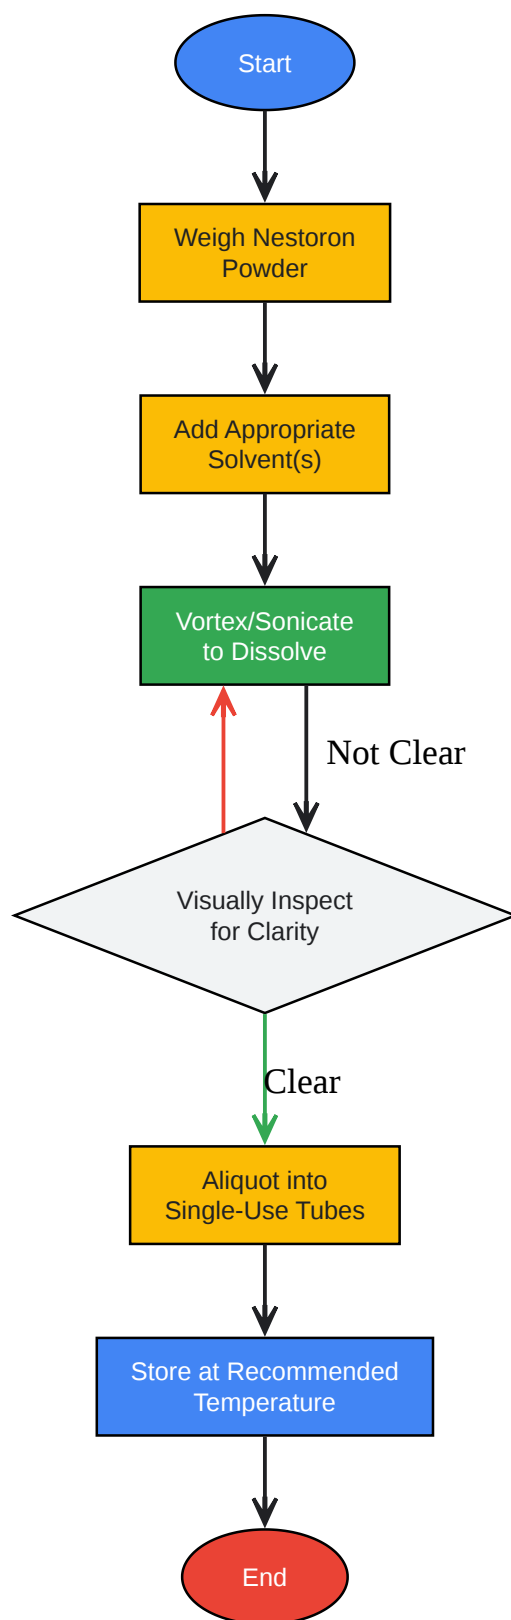 Start
Weigh Nestoron
Powder
Add Appropriate
Solvent(s)
Vortex/Sonicate
to Dissolve
Not Clear
Visually Inspect
for Clarity
Clear
Aliquot into
Single-Use Tubes
Store at Recommended
Temperature
End